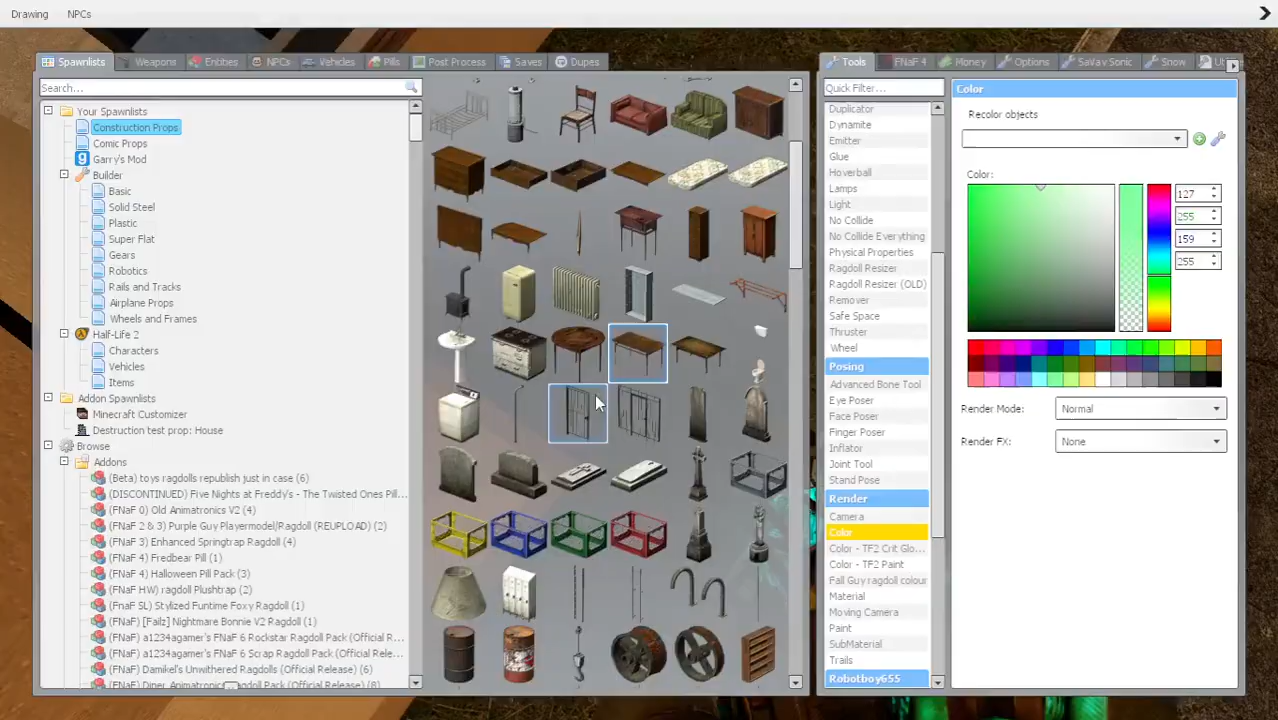 Drawing NPCs
Spawnlists Weapons Entities NPCs Vehicles Pills Post Process Saves Dupes
Search...
Your Spawnlists
Construction Props
Comic Props
Garry's Mod
Builder
Basic
Solid Steel
Plastic
Super Flat
Gears
Robotics
Rails and Tracks
Airplane Props
Wheels and Frames
Half-Life 2
Characters
Vehicles
Items
Addon Spawnlists
Minecraft Customizer
Destruction test prop: House
Browse
Addons
(Beta) toys ragdolls republish just in case (6)
(DISCONTINUED) Five Nights at Freddy's - The Twisted Ones Pill...
(FNaF 0) Old Animatronics V2 (4)
(FNAF 2 & 3) Purple Guy Playermodel/Ragdoll (REUPLOAD) (2)
(FNAF 3) Enhanced Springtrap Ragdoll (4)
(FNAF 4) Fredbear Pill (1)
(FNAF 4) Halloween Pill Pack (3)
(FNAF HW) ragdoll Plushtrap (2)
(FnaF SL) Stylized Funtime Foxy Ragdoll (1)
(FNaF) [Failz] Nightmare Bonnie V2 Ragdoll (1)
(FNAF) a1234agamer's FNAF 6 Rockstar Ragdoll Pack (Official R...
(FNAF) a1234agamer's FNAF 6 Scrap Ragdoll Pack (Official Rele...
(FNAF) Damikel's Unwithered Ragdolls (Official Release) (6)
(FNAF) Diner Animatronic Ragdoll Pack (Official Release) (8)
Tools FNaF 4 Money Options SaVav Sonic Snow
Quick Filter...
Duplicator
Dynamite
Emitter
Glue
Hoverball
Lamps
Light
No Collide
No Collide Everything
Physical Properties
Ragdoll Resizer
Ragdoll Resizer (OLD)
Remover
Safe Space
Thruster
Wheel
Posing
Advanced Bone Tool
Eye Poser
Face Poser
Finger Poser
Inflator
Joint Tool
Stand Pose
Render
Camera
Color
Color - TF2 Crit Glo...
Color - TF2 Paint
Fall Guy ragdoll colour
Material
Moving Camera
Paint
SubMaterial
Trails
Robotboy655
Color
Recolor objects
Color:
127
255
159
255
Render Mode: Normal
Render FX: None